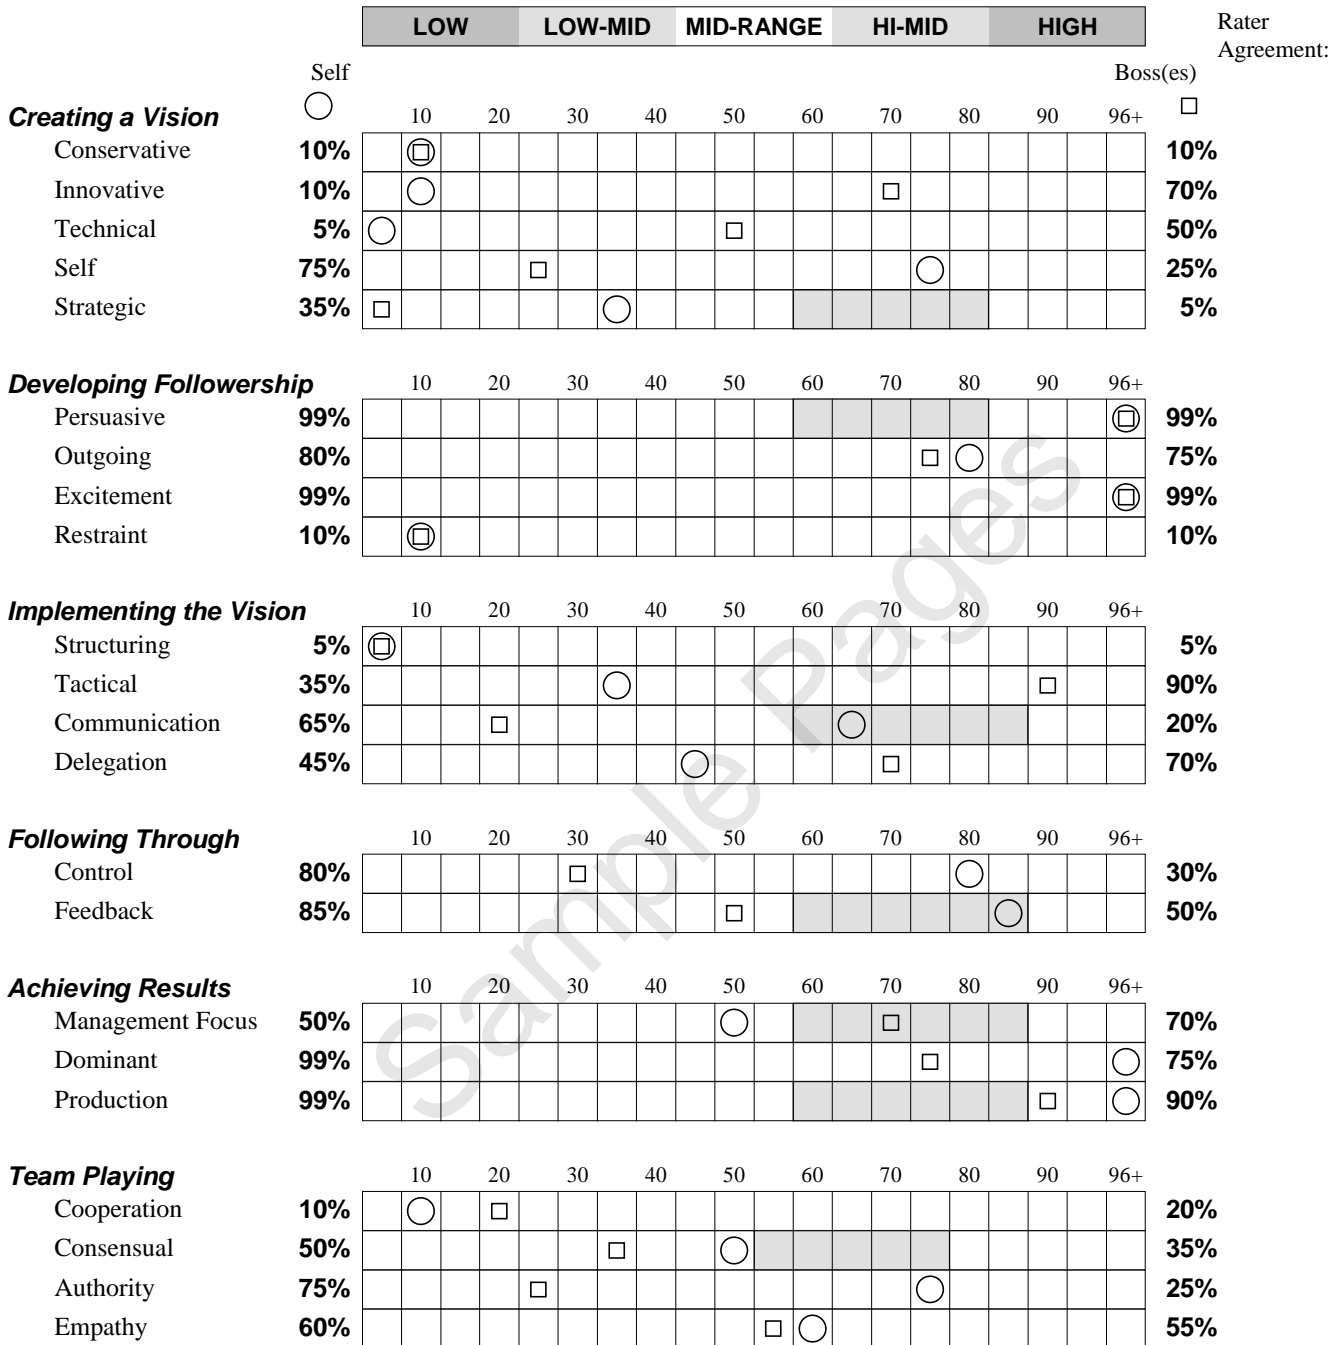 LOW LOW-MID MID-RANGE HI-MID HIGH Rater
Agreement:
Self Boss(es)
Creating a Vision 10 20 30 40 50 60 70 80 90 96+
Conservative 10% 10%
Innovative 10% 70%
Technical 5% 50%
Self 75% 25%
Strategic 35% 5%
Developing Followership 10 20 30 40 50 60 70 80 90 96+
Persuasive 99% 99%
Outgoing 80% 75%
Excitement 99% 99%
Restraint 10% 10%
Implementing the Vision 10 20 30 40 50 60 70 80 90 96+
Structuring 5% 5%
Tactical 35% 90%
Communication 65% 20%
Delegation 45% 70%
Following Through 10 20 30 40 50 60 70 80 90 96+
Control 80% 30%
Feedback 85% 50%
Achieving Results 10 20 30 40 50 60 70 80 90 96+
Management Focus 50% 70%
Dominant 99% 75%
Production 99% 90%
Team Playing 10 20 30 40 50 60 70 80 90 96+
Cooperation 10% 20%
Consensual 50% 35%
Authority 75% 25%
Empathy 60% 55%
Sample Pages